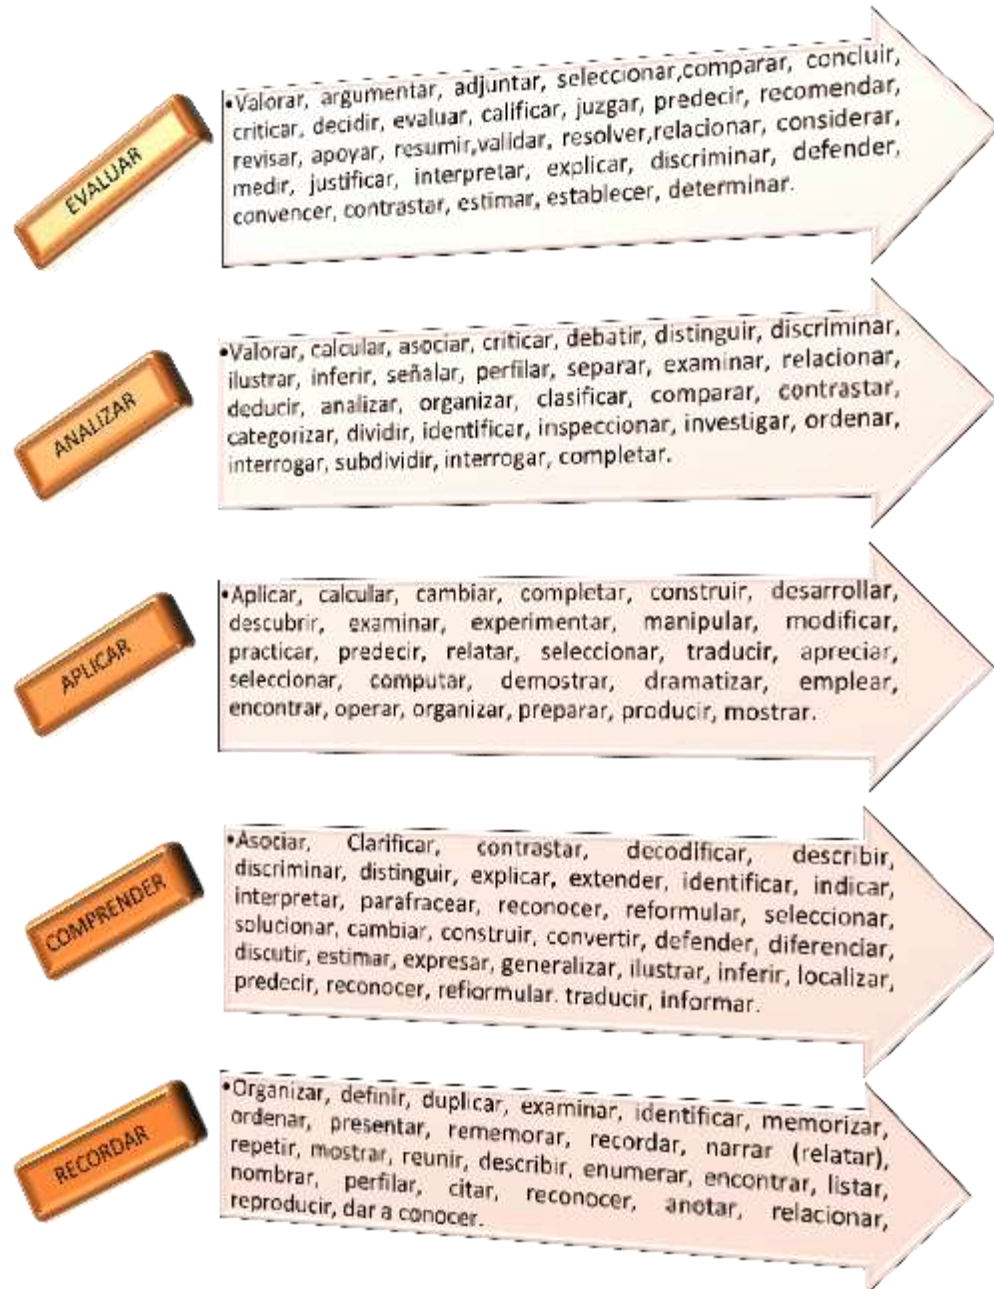 EVALUAR
•Valorar, argumentar, adjuntar, seleccionar,comparar, concluir,
criticar, decidir, evaluar, calificar, juzgar, predecir, recomendar,
revisar, apoyar, resumir,validar, resolver,relacionar, considerar,
medir, justificar, interpretar, explicar, discriminar, defender,
convencer, contrastar, estimar, establecer, determinar.
ANALIZAR
•Valorar, calcular, asociar, criticar, debatir, distinguir, discriminar,
ilustrar, inferir, señalar, perfilar, separar, examinar, relacionar,
deducir, analizar, organizar, clasificar, comparar, contrastar,
categorizar, dividir, identificar, inspeccionar, investigar, ordenar,
interrogar, subdividir, interrogar, completar.
APLICAR
•Aplicar, calcular, cambiar, completar, construir, desarrollar,
descubrir, examinar, experimentar, manipular, modificar,
practicar, predecir, relatar, seleccionar, traducir, apreciar,
seleccionar, computar, demostrar, dramatizar, emplear,
encontrar, operar, organizar, preparar, producir, mostrar.
COMPRENDER
•Asociar, Clarificar, contrastar, decodificar, describir,
discriminar, distinguir, explicar, extender, identificar, indicar,
interpretar, parafracear, reconocer, reformular, seleccionar,
solucionar, cambiar, construir, convertir, defender, diferenciar,
discutir, estimar, expresar, generalizar, ilustrar, inferir, localizar,
predecir, reconocer, refiormular. traducir, informar.
RECORDAR
•Organizar, definir, duplicar, examinar, identificar, memorizar,
ordenar, presentar, rememorar, recordar, narrar (relatar),
repetir, mostrar, reunir, describir, enumerar, encontrar, listar,
nombrar, perfilar, citar, reconocer, anotar, relacionar,
reproducir, dar a conocer.